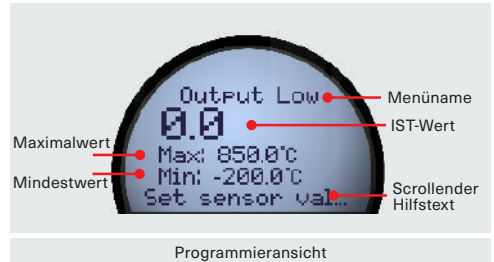 Output Low
Menüname
0.0
IST-Wert
Maximalwert
Max: 850.0°C
Mindestwert
Min: -200.0°C
Set sensor val...
Scrollender
Hilfstext
Programmieransicht